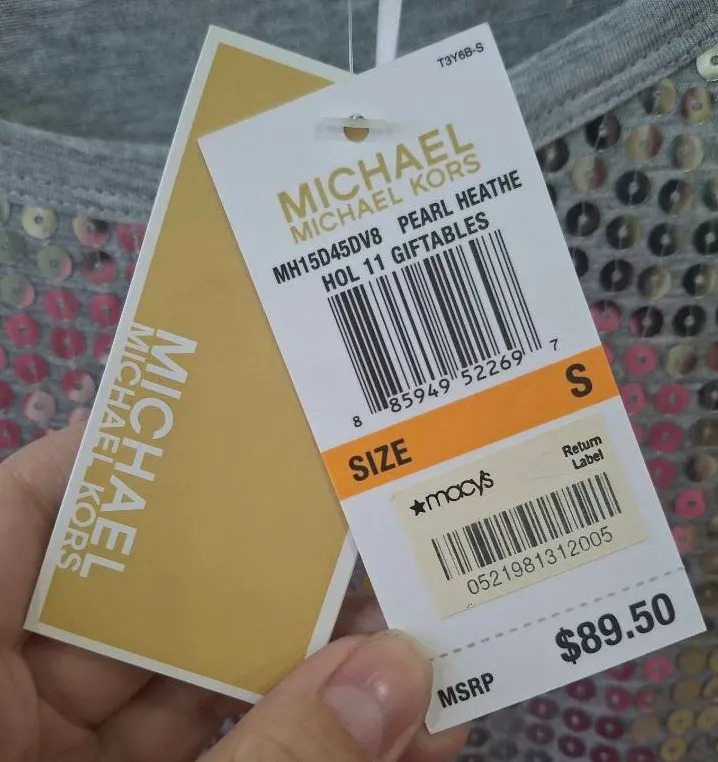 MICHAEL
MICHAEL KORS
T3Y6B-S
MICHAEL
MICHAEL KORS
MH15D45DV8 PEARL HEATHE
HOL 11 GIFTABLES
8 85949 52269 7
SIZE S
macy's
Return
Label
0521981312005
MSRP $89.50